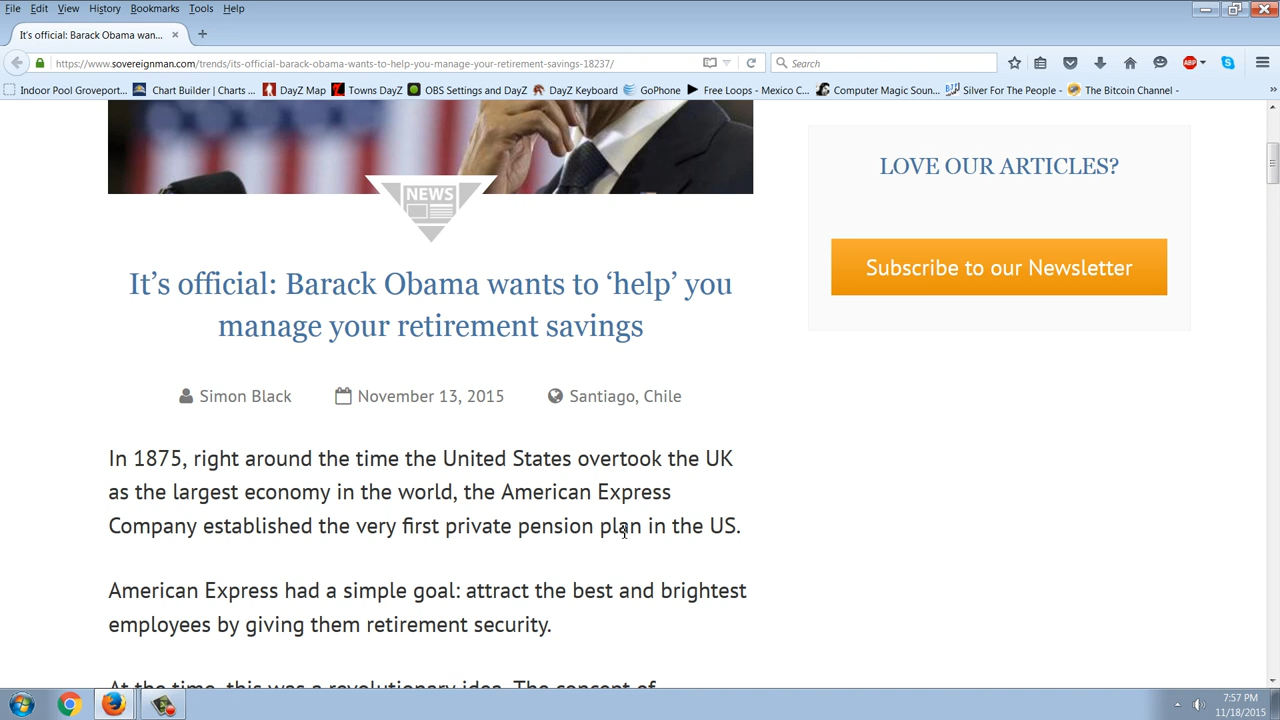 File Edit View History Bookmarks Tools Help
It's official: Barack Obama wan...
https://www.sovereignman.com/trends/its-official-barack-obama-wants-to-help-you-manage-your-retirement-savings-18237/
Search
ABP
Indoor Pool Groveport... Chart Builder | Charts ... DayZ Map Towns DayZ OBS Settings and DayZ DayZ Keyboard GoPhone Free Loops - Mexico C... Computer Magic Soun... Silver For The People - ... The Bitcoin Channel - ...
NEWS
LOVE OUR ARTICLES?
Subscribe to our Newsletter
It’s official: Barack Obama wants to ‘help’ you
manage your retirement savings
Simon Black November 13, 2015 Santiago, Chile
In 1875, right around the time the United States overtook the UK
as the largest economy in the world, the American Express
Company established the very first private pension plan in the US.
American Express had a simple goal: attract the best and brightest
employees by giving them retirement security.
At the time, this was a revolutionary idea. The concept of
7:57 PM
11/18/2015